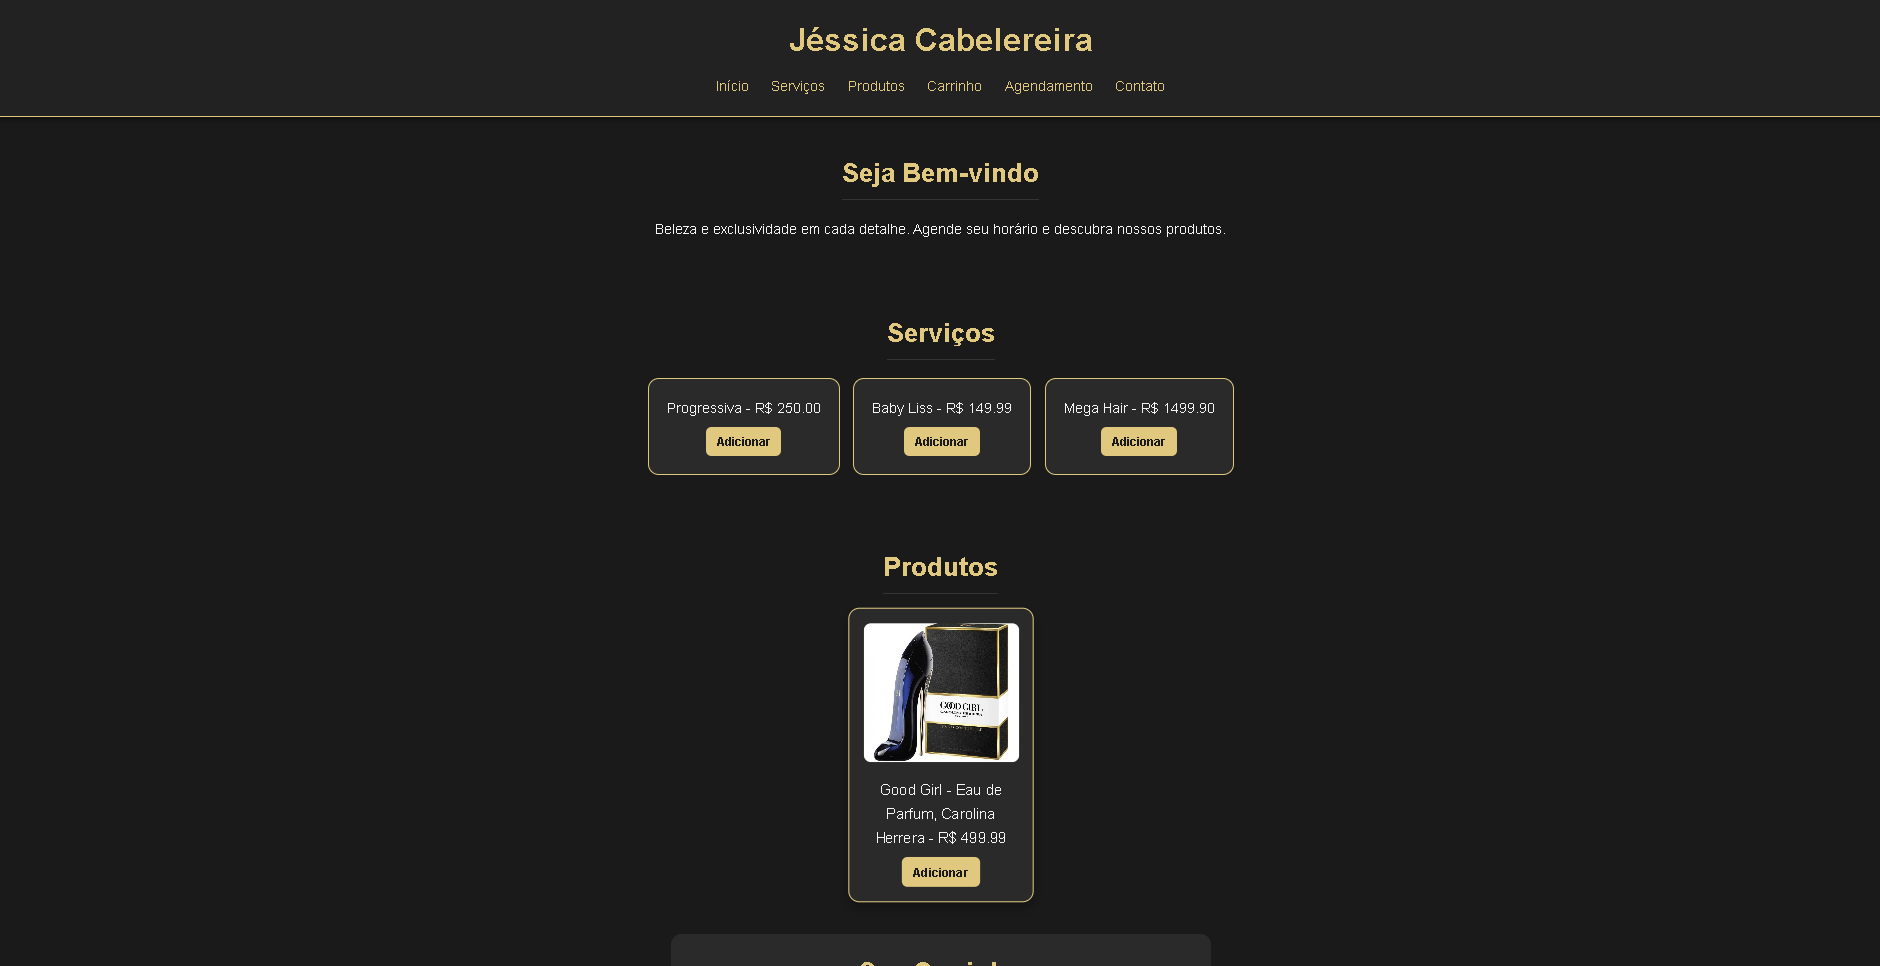 Jéssica Cabelereira
Início Serviços Produtos Carrinho Agendamento Contato
Seja Bem-vindo
Beleza e exclusividade em cada detalhe. Agende seu horário e descubra nossos produtos.
Serviços
Progressiva - R$ 250.00
Adicionar
Baby Liss - R$ 149.99
Adicionar
Mega Hair - R$ 1499.90
Adicionar
Produtos
GOOD GIRL
Good Girl - Eau de
Parfum, Carolina
Herrera - R$ 499.99
Adicionar